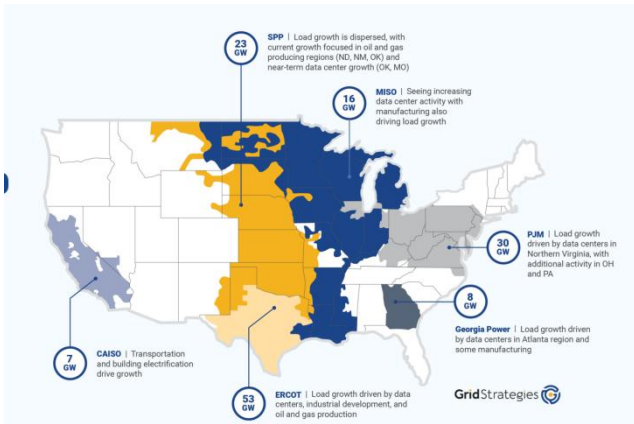 23
GW
SPP | Load growth is dispersed, with
current growth focused in oil and gas
producing regions (ND, NM, OK) and
near-term data center growth (OK, MO)
16
GW
MISO | Seeing increasing
data center activity with
manufacturing also
driving load growth
30
GW
PJM | Load growth
driven by data centers in
Northern Virginia, with
additional activity in OH
and PA
8
GW
Georgia Power | Load growth driven
by data centers in Atlanta region and
some manufacturing
7
GW
CAISO | Transportation
and building electrification
drive growth
53
GW
ERCOT | Load growth driven by data
centers, industrial development, and
oil and gas production
GridStrategies